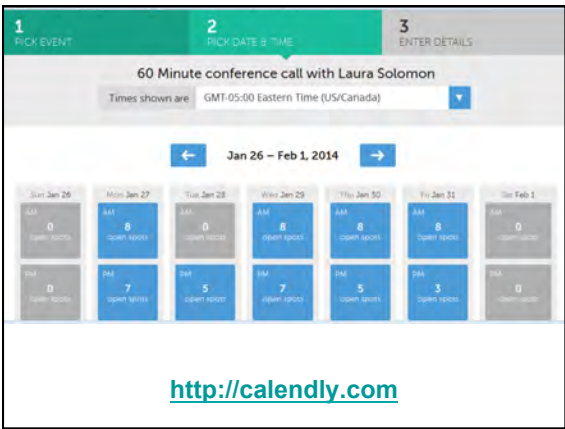 1 2 3
PICK EVENT PICK DATE & TIME ENTER DETAILS
60 Minute conference call with Laura Solomon
Times shown are GMT-05:00 Eastern Time (US/Canada)
Jan 26 – Feb 1, 2014
Sun Jan 26 Mon Jan 27 Tue Jan 28 Wed Jan 29 Thu Jan 30 Fri Jan 31 Sat Feb 1
AM AM AM AM AM AM AM
0 8 0 8 8 8 0
open spots open spots open spots open spots open spots open spots open spots
PM PM PM PM PM PM PM
0 7 5 7 5 3 0
open spots open spots open spots open spots open spots open spots open spots
http://calendly.com